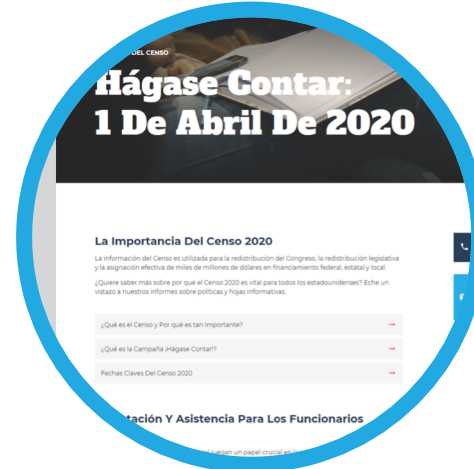 DEL CENSO
Hágase Contar:
1 De Abril De 2020
La Importancia Del Censo 2020
La información del Censo es utilizada para la redistribución del Congreso, la redistribución legislativa
y la asignación efectiva de miles de millones de dólares en financiamiento federal, estatal y local.
¿Quiere saber más sobre por qué el Censo 2020 es vital para todos los estadounidenses? Eche un
vistazo a nuestros informes sobre políticas y hojas informativas.
¿Qué es el Censo y Por qué es tan Importante?
¿Qué es la Campaña ¡Hágase Contar!?
Fechas Claves Del Censo 2020
tación Y Asistencia Para Los Funcionarios
juegan un papel crucial en la